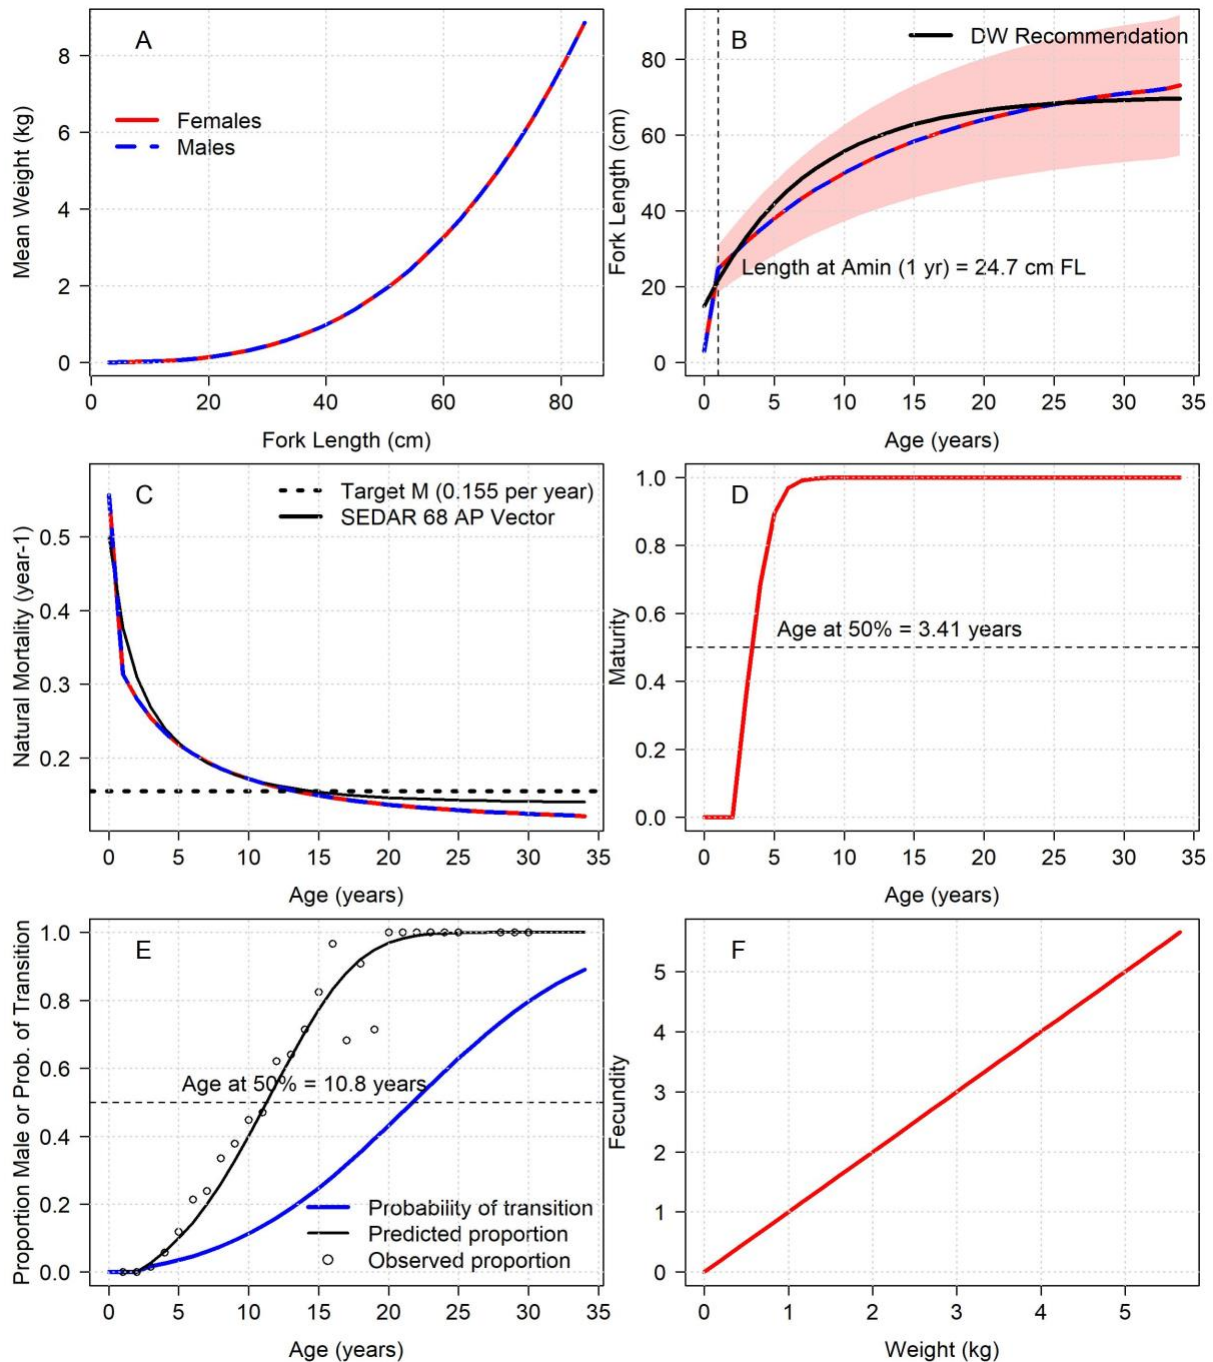 A
Females
Males
Mean Weight (kg)
0
2
4
6
8
0
20
40
60
80
Fork Length (cm)
B
DW Recommendation
Length at Amin (1 yr) = 24.7 cm FL
Fork Length (cm)
0
20
40
60
80
0
5
10
15
20
25
30
35
Age (years)
C
Target M (0.155 per year)
SEDAR 68 AP Vector
Natural Mortality (year-1)
0.2
0.3
0.4
0.5
0
5
10
15
20
25
30
35
Age (years)
D
Age at 50% = 3.41 years
Maturity
0.0
0.2
0.4
0.6
0.8
1.0
0
5
10
15
20
25
30
35
Age (years)
E
Age at 50% = 10.8 years
Probability of transition
Predicted proportion
Observed proportion
Proportion Male or Prob. of Transition
0.0
0.2
0.4
0.6
0.8
1.0
0
5
10
15
20
25
30
35
Age (years)
F
Fecundity
0
1
2
3
4
5
0
1
2
3
4
5
Weight (kg)